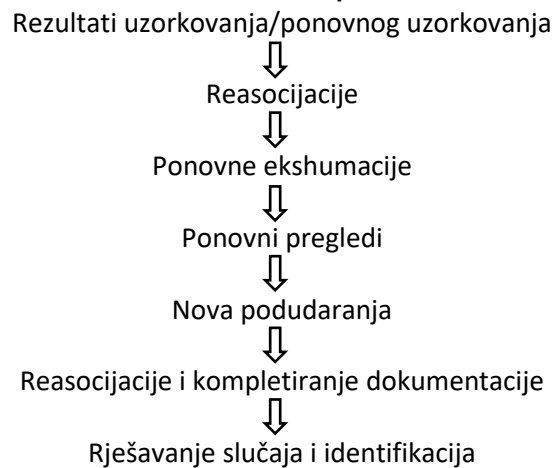 Rezultati uzorkovanja/ponovnog uzorkovanja
Reasocijacije
Ponovne ekshumacije
Ponovni pregledi
Nova podudaranja
Reasocijacije i kompletiranje dokumentacije
Rješavanje slučaja i identifikacija